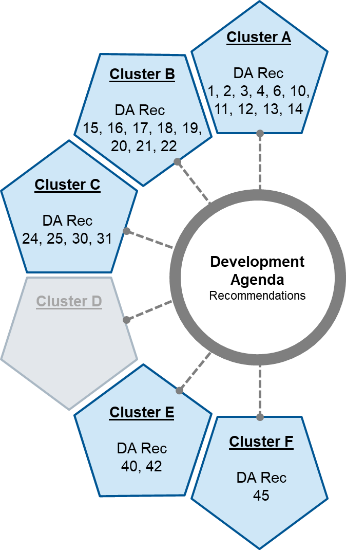 Cluster A
DA Rec
1, 2, 3, 4, 6, 10,
11, 12, 13, 14
Cluster B
DA Rec
15, 16, 17, 18, 19,
20, 21, 22
Cluster C
DA Rec
24, 25, 30, 31
Cluster D
Development
Agenda
Recommendations
Cluster E
DA Rec
40, 42
Cluster F
DA Rec
45